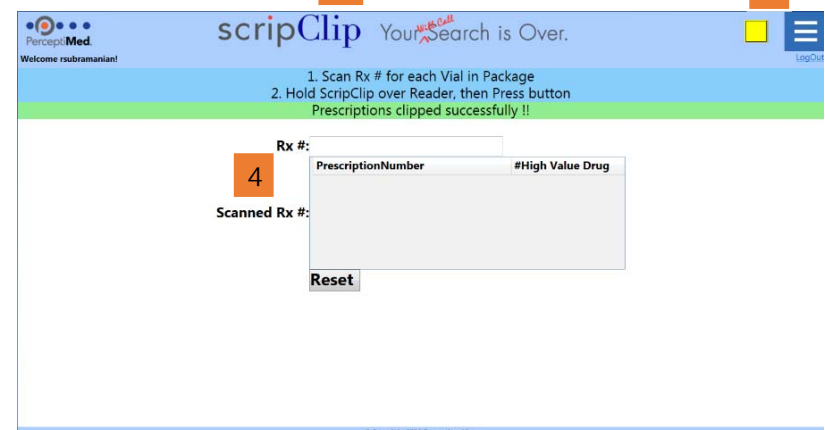 PerceptiMed.
scripClip Your With Call Search is Over.
Welcome rsubramanian!
LogOut
1. Scan Rx # for each Vial in Package
2. Hold ScripClip over Reader, then Press button
Prescriptions clipped successfully !!
Rx #:
PrescriptionNumber #High Value Drug
4
Scanned Rx #:
Reset